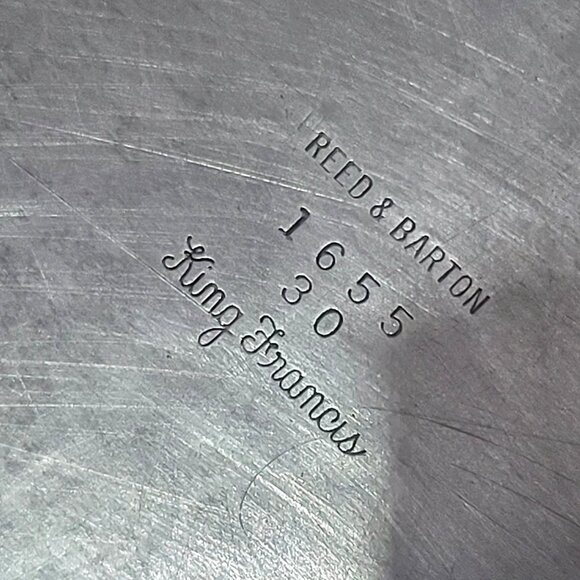 REED & BARTON
1655
30
King Francis